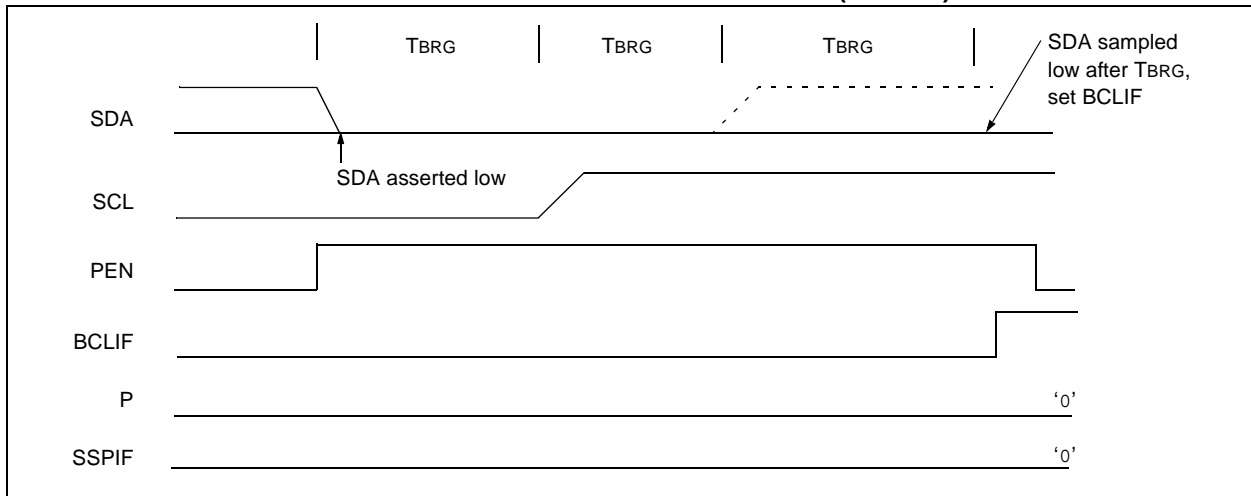 TBRG TBRG TBRG
SDA sampled
low after TBRG,
set BCLIF
SDA
SDA asserted low
SCL
PEN
BCLIF
P
‘0’
SSPIF
‘0’